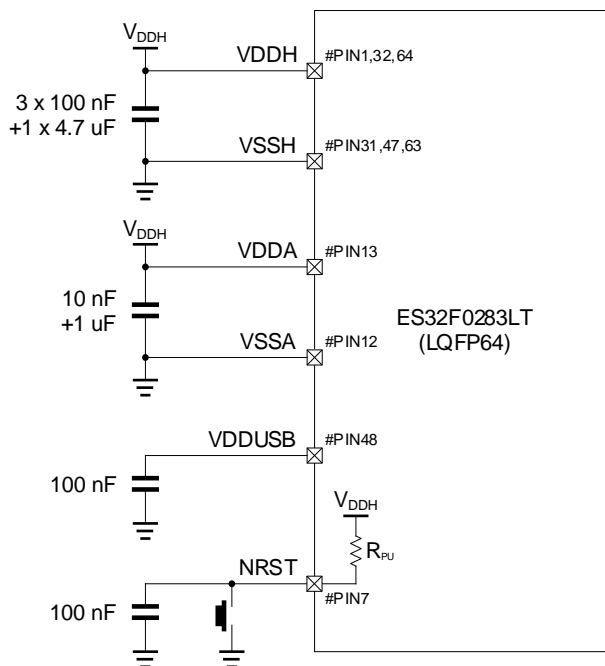 VDDH
VDDH #PIN1,32,64
3 x 100 nF
+1 x 4.7 uF
VSSH #PIN31,47,63
VDDH
VDDA #PIN13
10 nF
+1 uF
ES32F0283LT
(LQFP64)
VSSA #PIN12
VDDUSB #PIN48
100 nF
VDDH
RPU
NRST
#PIN7
100 nF